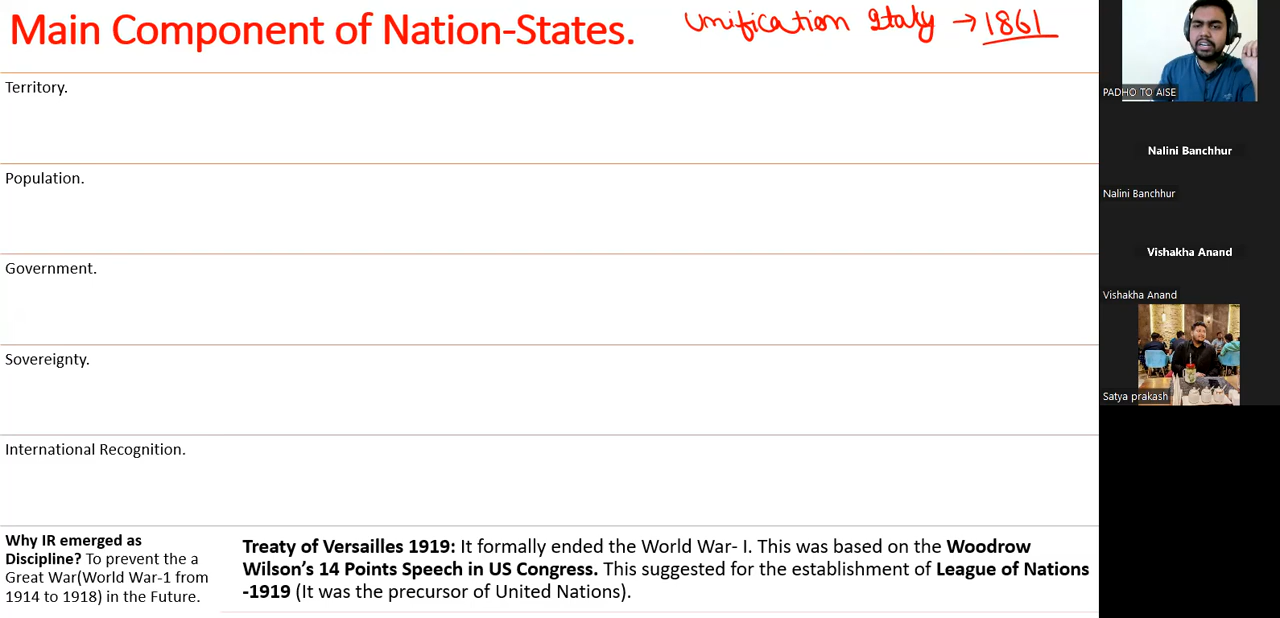 Main Component of Nation-States.
Unification Italy → 1861
Territory.
Population.
Government.
Sovereignty.
International Recognition.
Why IR emerged as
Discipline? To prevent the a
Great War(World War-1 from
1914 to 1918) in the Future.
Treaty of Versailles 1919: It formally ended the World War- I. This was based on the Woodrow
Wilson’s 14 Points Speech in US Congress. This suggested for the establishment of League of Nations
-1919 (It was the precursor of United Nations).
PADHO TO AISE
Nalini Banchhur
Nalini Banchhur
Vishakha Anand
Vishakha Anand
Satya prakash